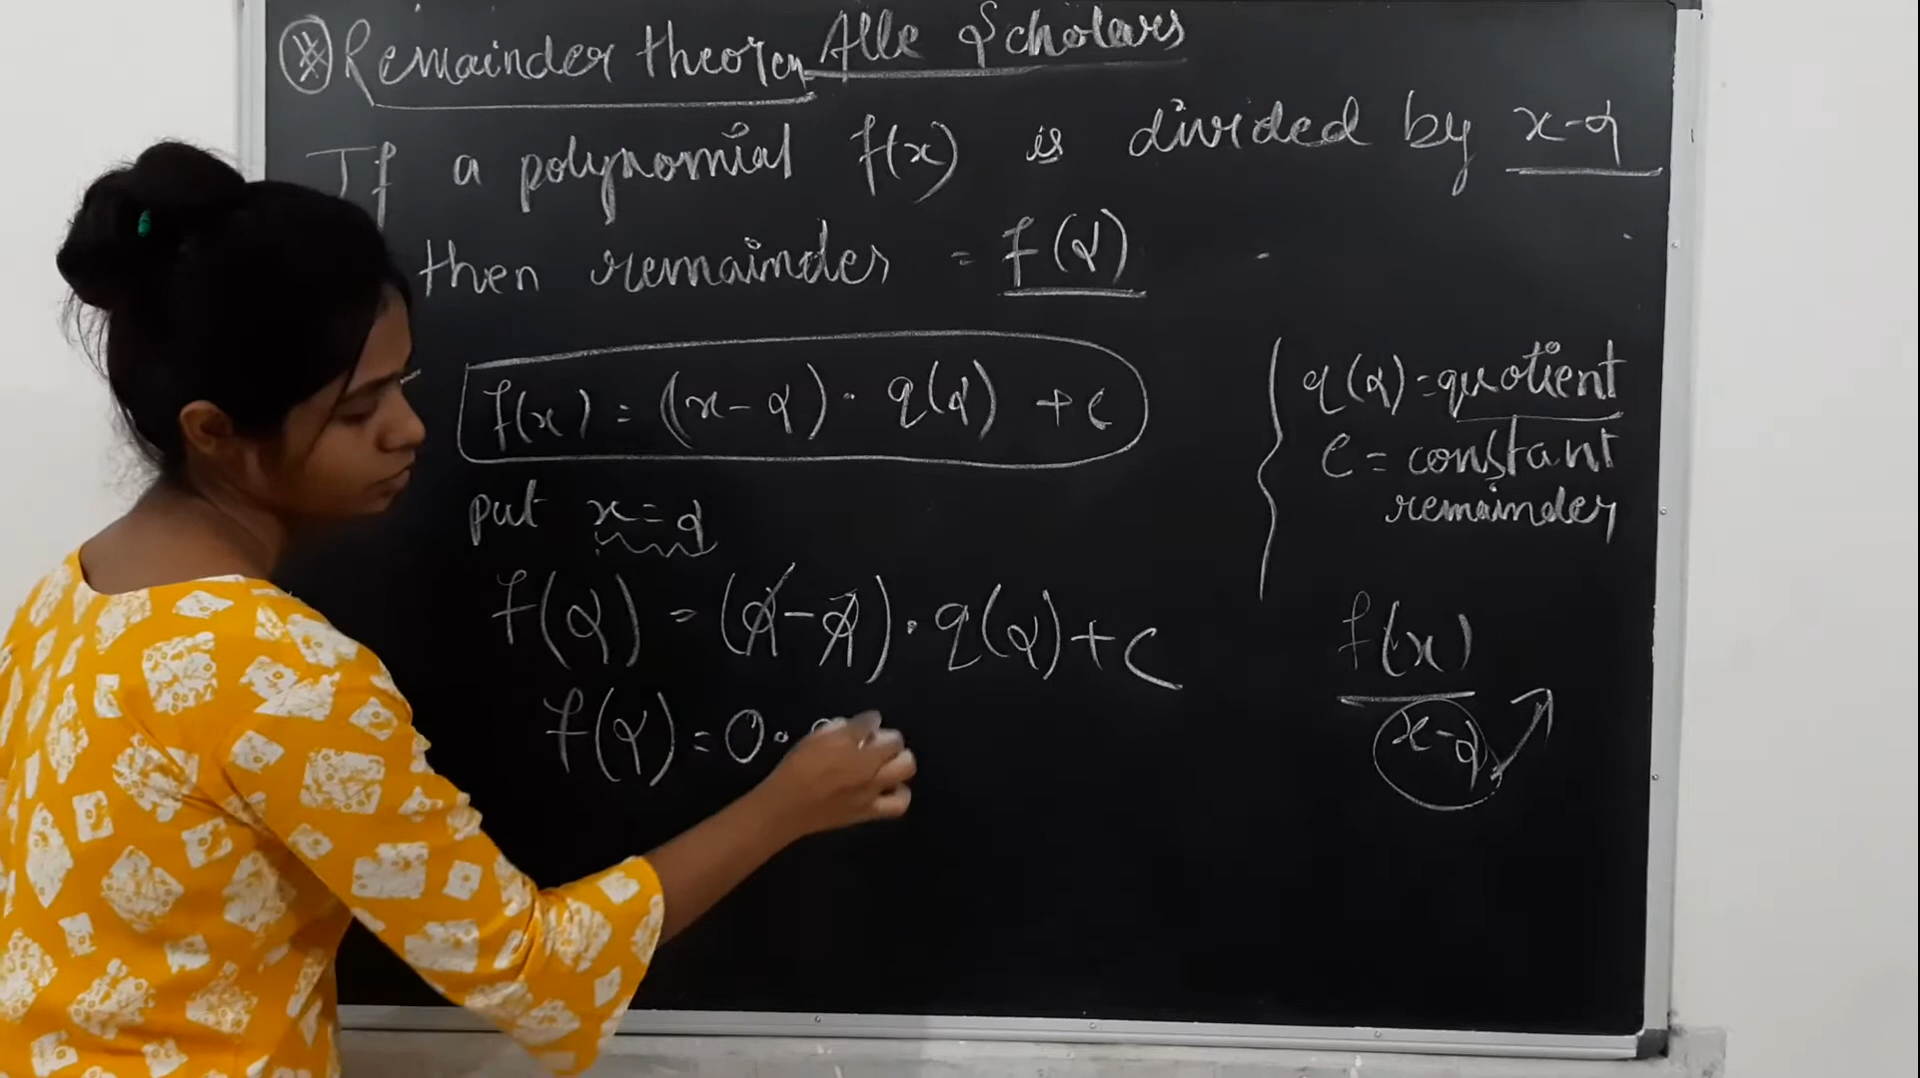 Remainder theorem Alle Scholars
If a polynomial f(x) is divided by x-α
then remainder = f(α)
f(x) = (x-α) · q(α) + c
q(α) = quotient
c = constant
remainder
put x=α
f(α) = (α-α) · q(α) + c
f(α) = 0 ·
f(x)
x-α